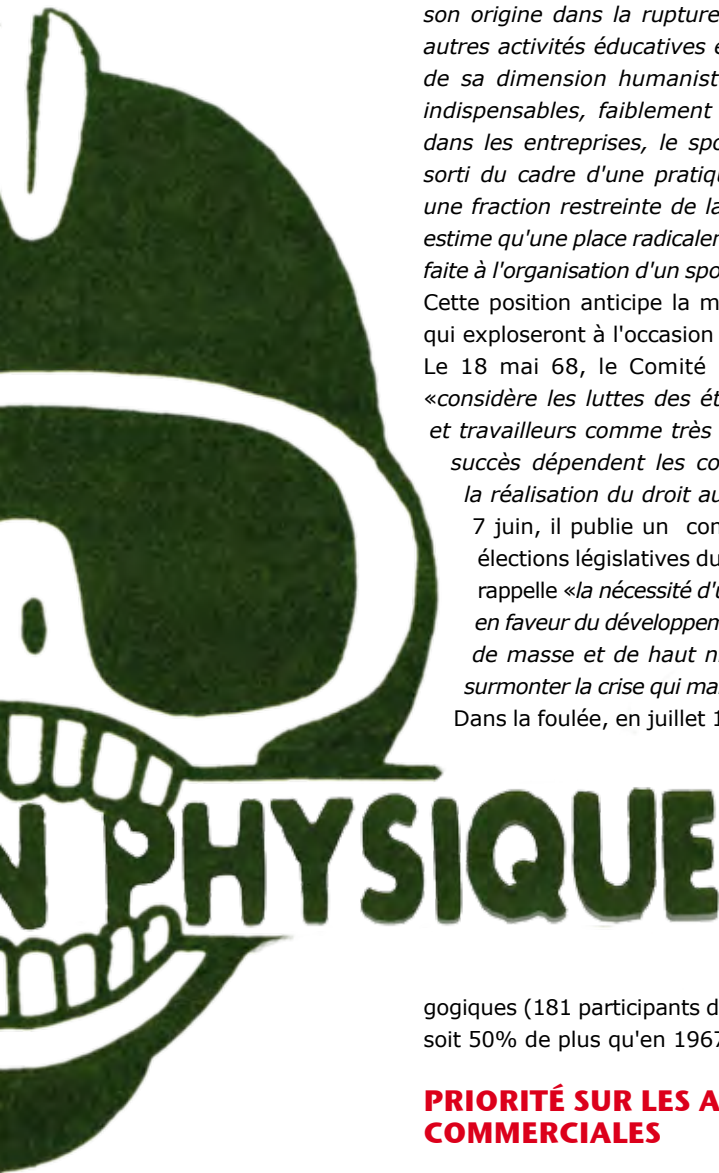 son origine dans la rupture
autres activités éducatives e
de sa dimension humanist
indispensables, faiblement
dans les entreprises, le spo
sorti du cadre d'une pratiqu
une fraction restreinte de la
estime qu'une place radicaler
faite à l'organisation d'un spo
Cette position anticipe la m
qui exploseront à l'occasion
Le 18 mai 68, le Comité
«considère les luttes des ét
et travailleurs comme très
succès dépendent les co
la réalisation du droit au
7 juin, il publie un con
élections législatives du
rappelle «la nécessité d'u
en faveur du développen
de masse et de haut n
surmonter la crise qui ma
Dans la foulée, en juillet 1
N PHYSIQUE
gogiques (181 participants d
soit 50% de plus qu'en 1967
PRIORITÉ SUR LES A
COMMERCIALES